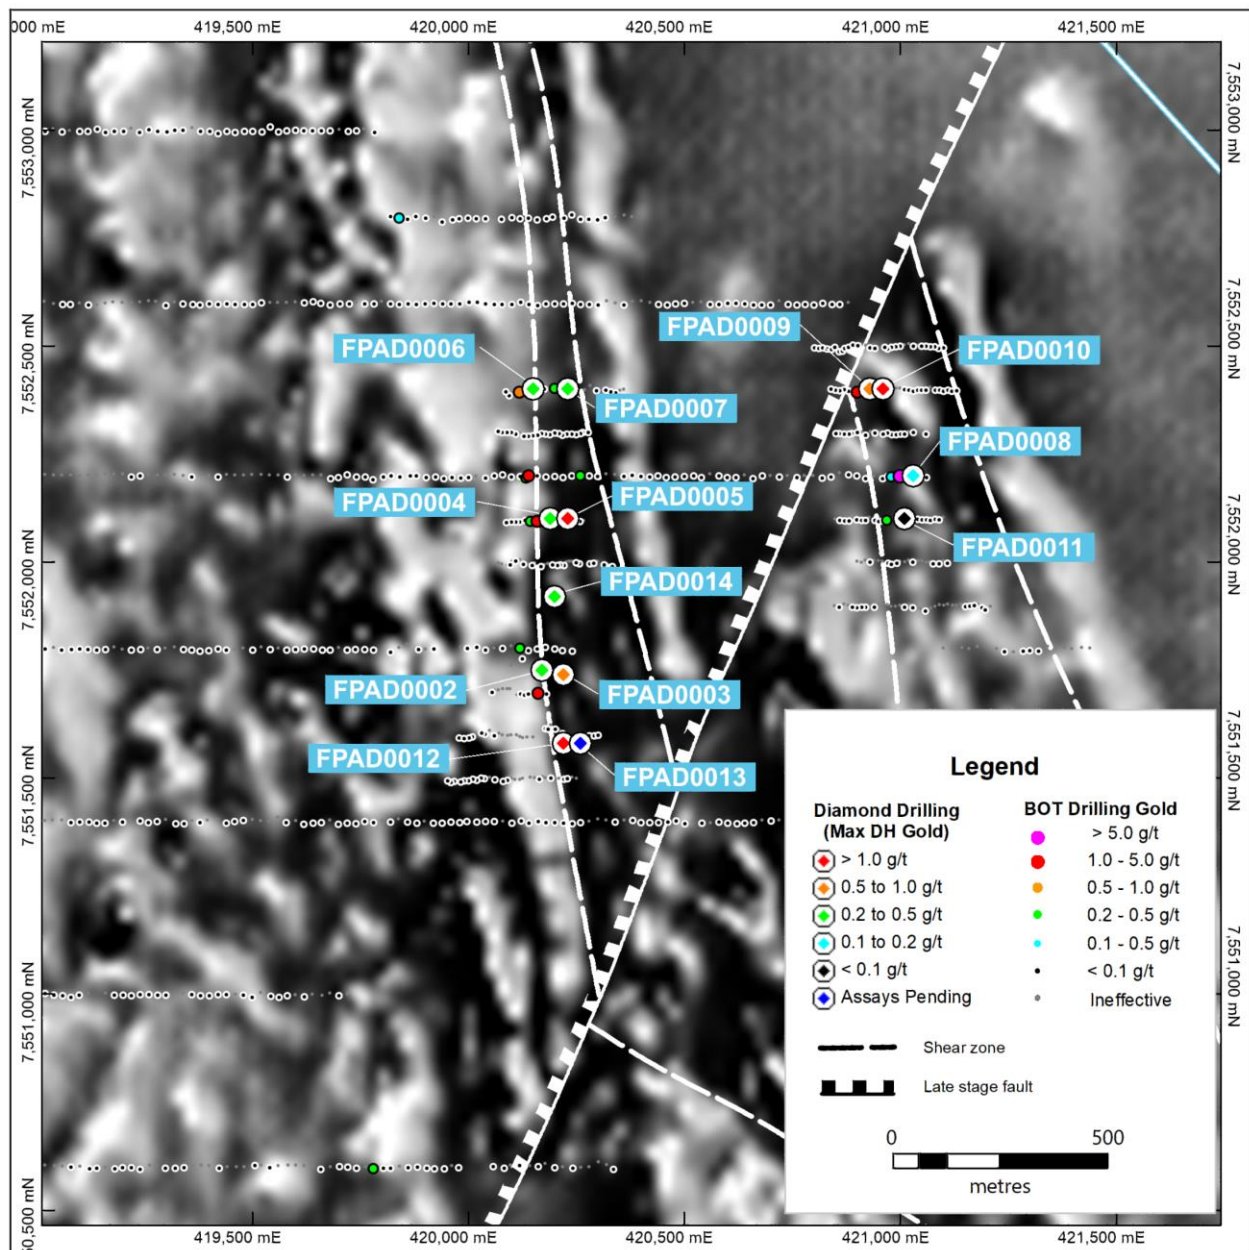 000 mE 419,500 mE 420,000 mE 420,500 mE 421,000 mE 421,500 mE
7,553,000 mN
7,553,000 mN
FPAD0009
FPAD0006
FPAD0010
7,552,500 mN
7,552,500 mN
FPAD0007
FPAD0008
FPAD0004
FPAD0005
FPAD0011
7,552,000 mN
7,552,000 mN
FPAD0014
FPAD0002
FPAD0003
FPAD0012
FPAD0013
7,551,500 mN
7,551,500 mN
Legend
Diamond Drilling
(Max DH Gold)
> 1.0 g/t
0.5 to 1.0 g/t
0.2 to 0.5 g/t
0.1 to 0.2 g/t
< 0.1 g/t
Assays Pending
BOT Drilling Gold
> 5.0 g/t
1.0 - 5.0 g/t
0.5 - 1.0 g/t
0.2 - 0.5 g/t
0.1 - 0.5 g/t
< 0.1 g/t
Ineffective
Shear zone
Late stage fault
0 500
metres
7,551,000 mN
7,551,000 mN
50,500 mN
419,500 mE 420,000 mE 420,500 mE 421,000 mE 421,500 mE